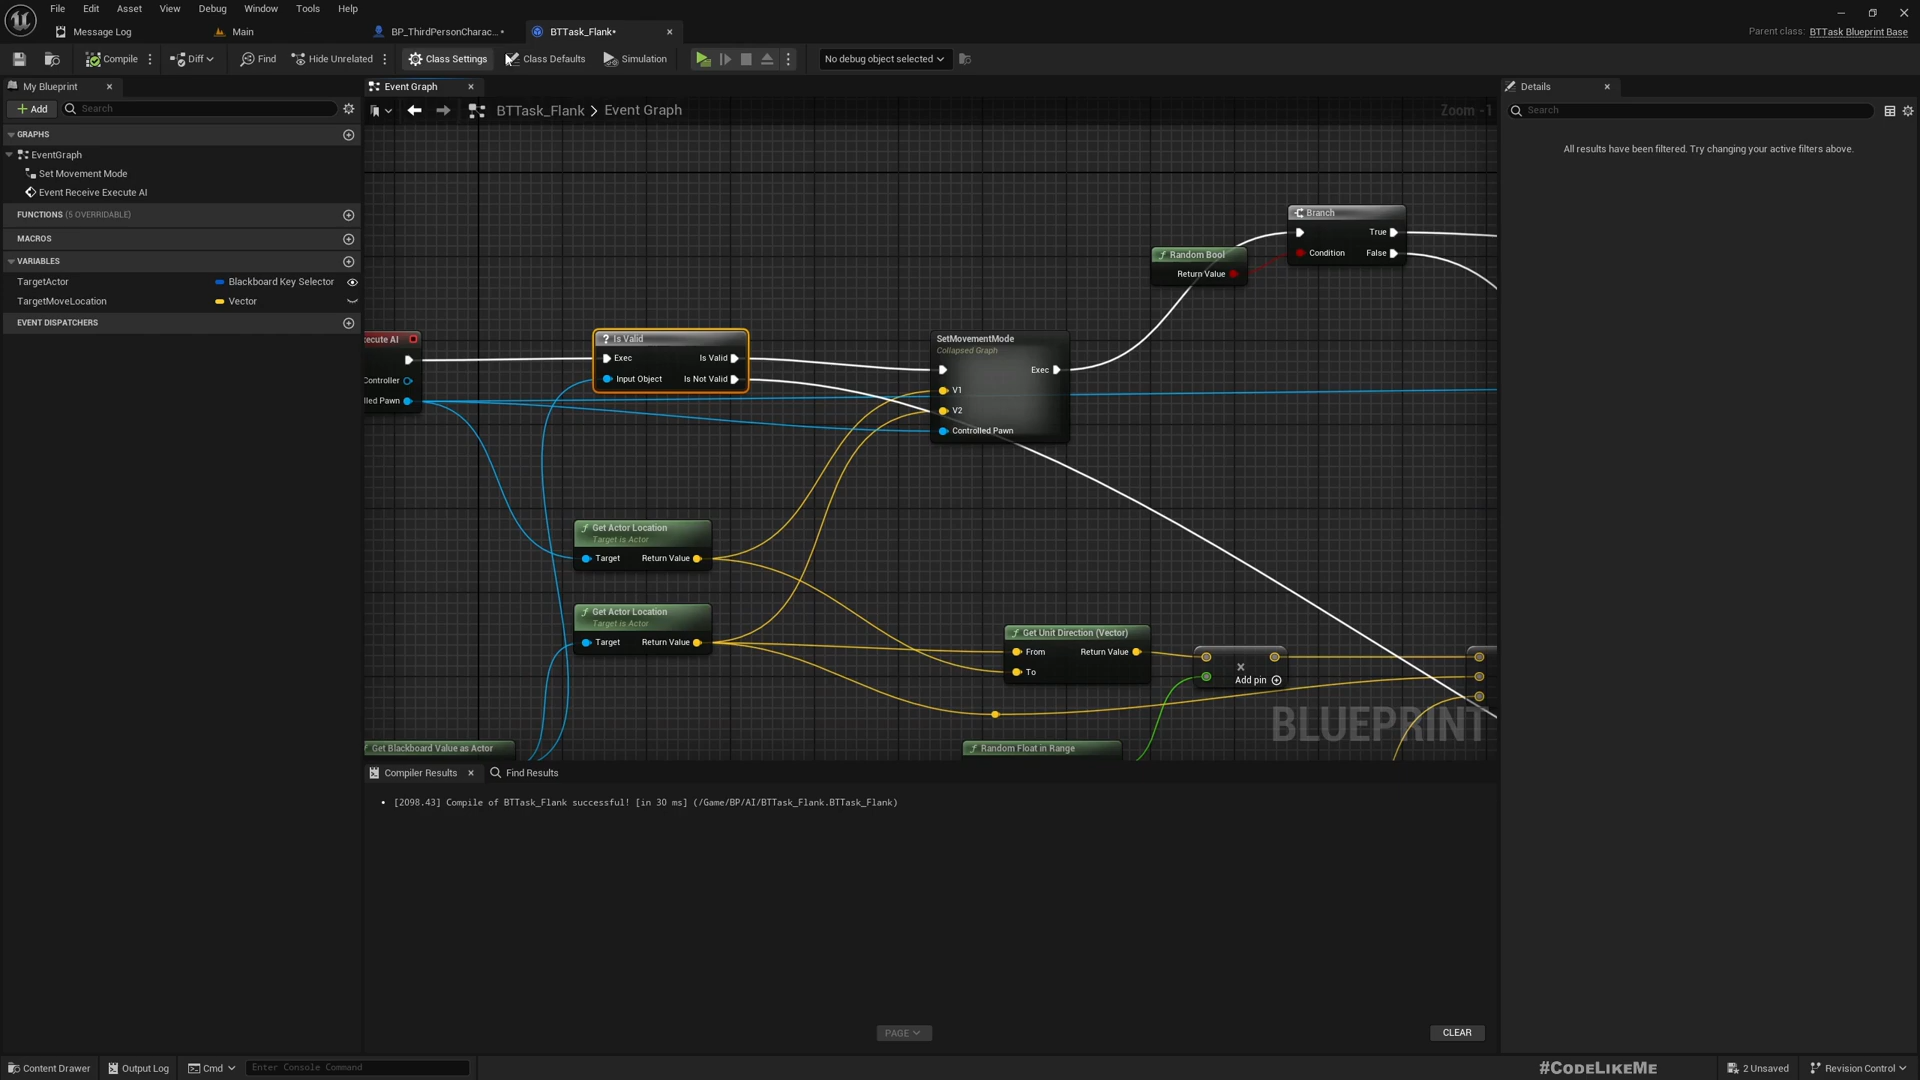 File Edit Asset View Debug Window Tools Help
Message Log
Main
BP_ThirdPersonCharac...•
BTTask_Flank•
Parent class: BTTask Blueprint Base
Compile
Diff
Find
Hide Unrelated
Class Settings
Class Defaults
Simulation
No debug object selected
My Blueprint
Event Graph
Details
Add
Search
BTTask_Flank > Event Graph
Zoom -1
Search
GRAPHS
EventGraph
Set Movement Mode
Event Receive Execute AI
FUNCTIONS (5 OVERRIDABLE)
MACROS
VARIABLES
TargetActor Blackboard Key Selector
TargetMoveLocation Vector
EVENT DISPATCHERS
All results have been filtered. Try changing your active filters above.
Branch
True
Condition False
Random Bool
Return Value
ecute AI
Controller
lled Pawn
Is Valid
Exec Is Valid
Input Object Is Not Valid
SetMovementMode
Collapsed Graph
Exec
V1
V2
Controlled Pawn
Get Actor Location
Target is Actor
Target Return Value
Get Actor Location
Target is Actor
Target Return Value
Get Unit Direction (Vector)
From Return Value
To
Add pin
BLUEPRINT
Get Blackboard Value as Actor
Random Float in Range
Compiler Results
Find Results
• [2098.43] Compile of BTTask_Flank successful! [in 30 ms] (/Game/BP/AI/BTTask_Flank.BTTask_Flank)
PAGE
CLEAR
Content Drawer
Output Log
Cmd
Enter Console Command
#CODELIKEME
2 Unsaved
Revision Control